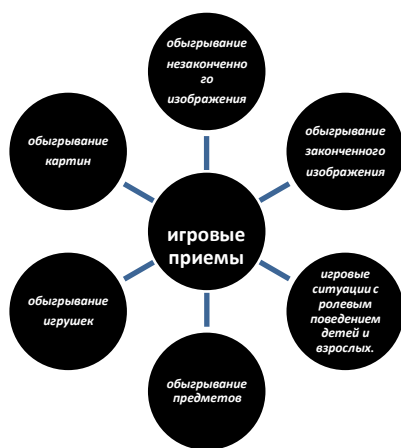 обыгрывание
незаконченно
го
изображения
обыгрывание
законченного
изображения
игровые
ситуации с
ролевым
поведением
детей и
взрослых.
обыгрывание
предметов
обыгрывание
игрушек
обыгрывание
картин
игровые
приемы